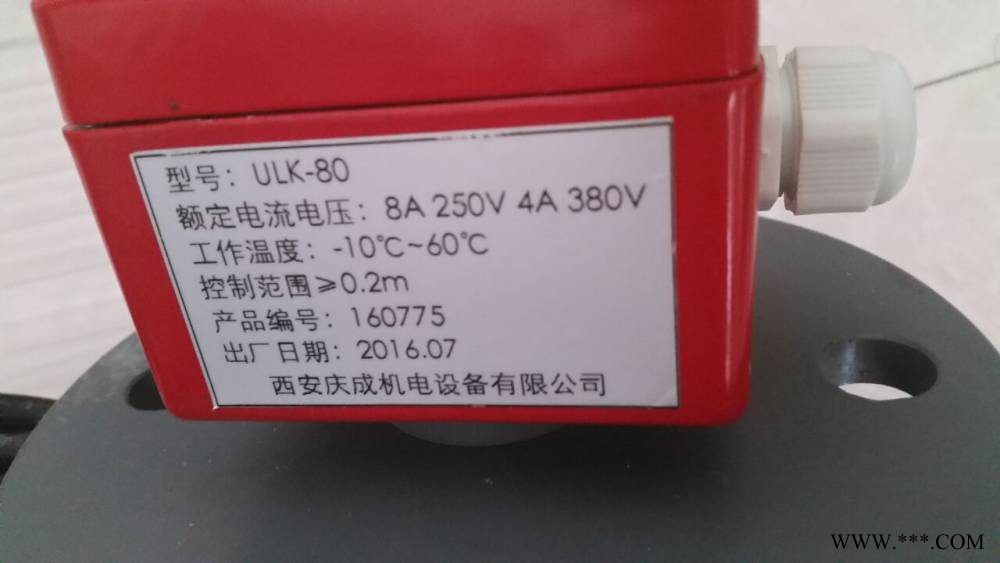 型号：ULK-80
额定电流电压：8A 250V 4A 380V
工作温度：-10℃~60℃
控制范围≥0.2m
产品编号：160775
出厂日期：2016.07
西安庆成机电设备有限公司
WWW.***.COM